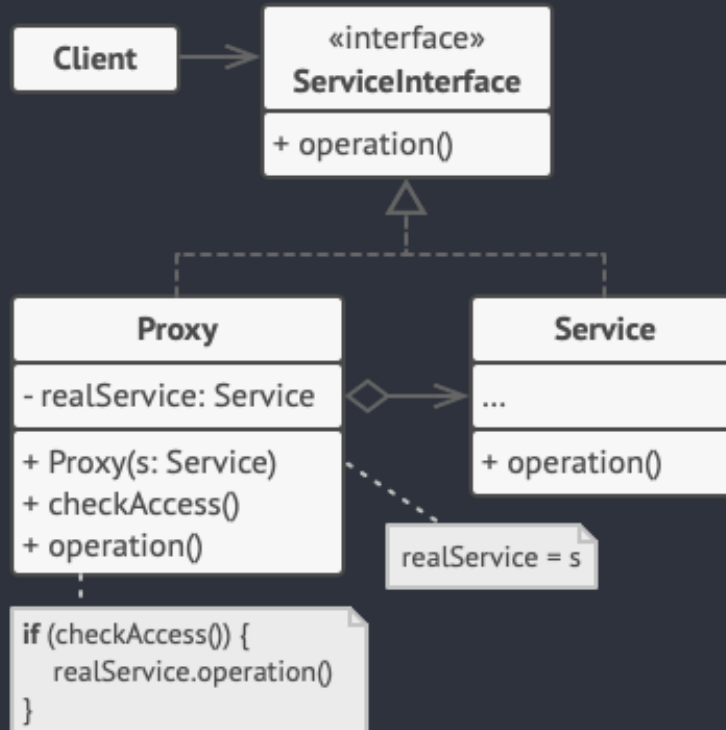 Client
«interface»
ServiceInterface
+ operation()
Proxy
- realService: Service
+ Proxy(s: Service)
+ checkAccess()
+ operation()
Service
...
+ operation()
realService = s
if (checkAccess()) {
realService.operation()
}